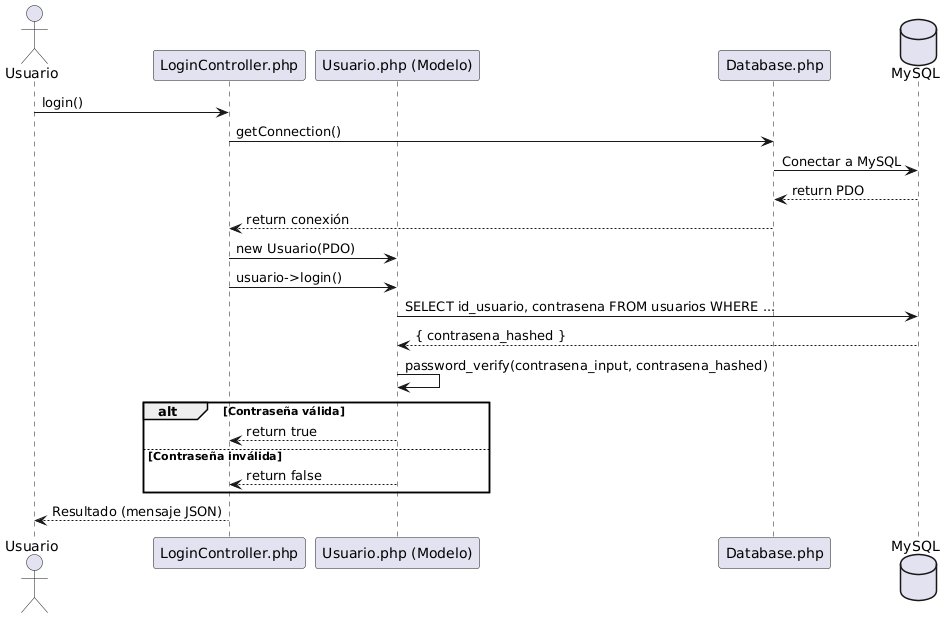 Usuario
LoginController.php
Usuario.php (Modelo)
Database.php
MySQL
login()
getConnection()
Conectar a MySQL
return PDO
return conexión
new Usuario(PDO)
usuario->login()
SELECT id_usuario, contrasena FROM usuarios WHERE ...
{ contrasena_hashed }
password_verify(contrasena_input, contrasena_hashed)
alt
[Contraseña válida]
return true
[Contraseña inválida]
return false
Resultado (mensaje JSON)
Usuario
LoginController.php
Usuario.php (Modelo)
Database.php
MySQL